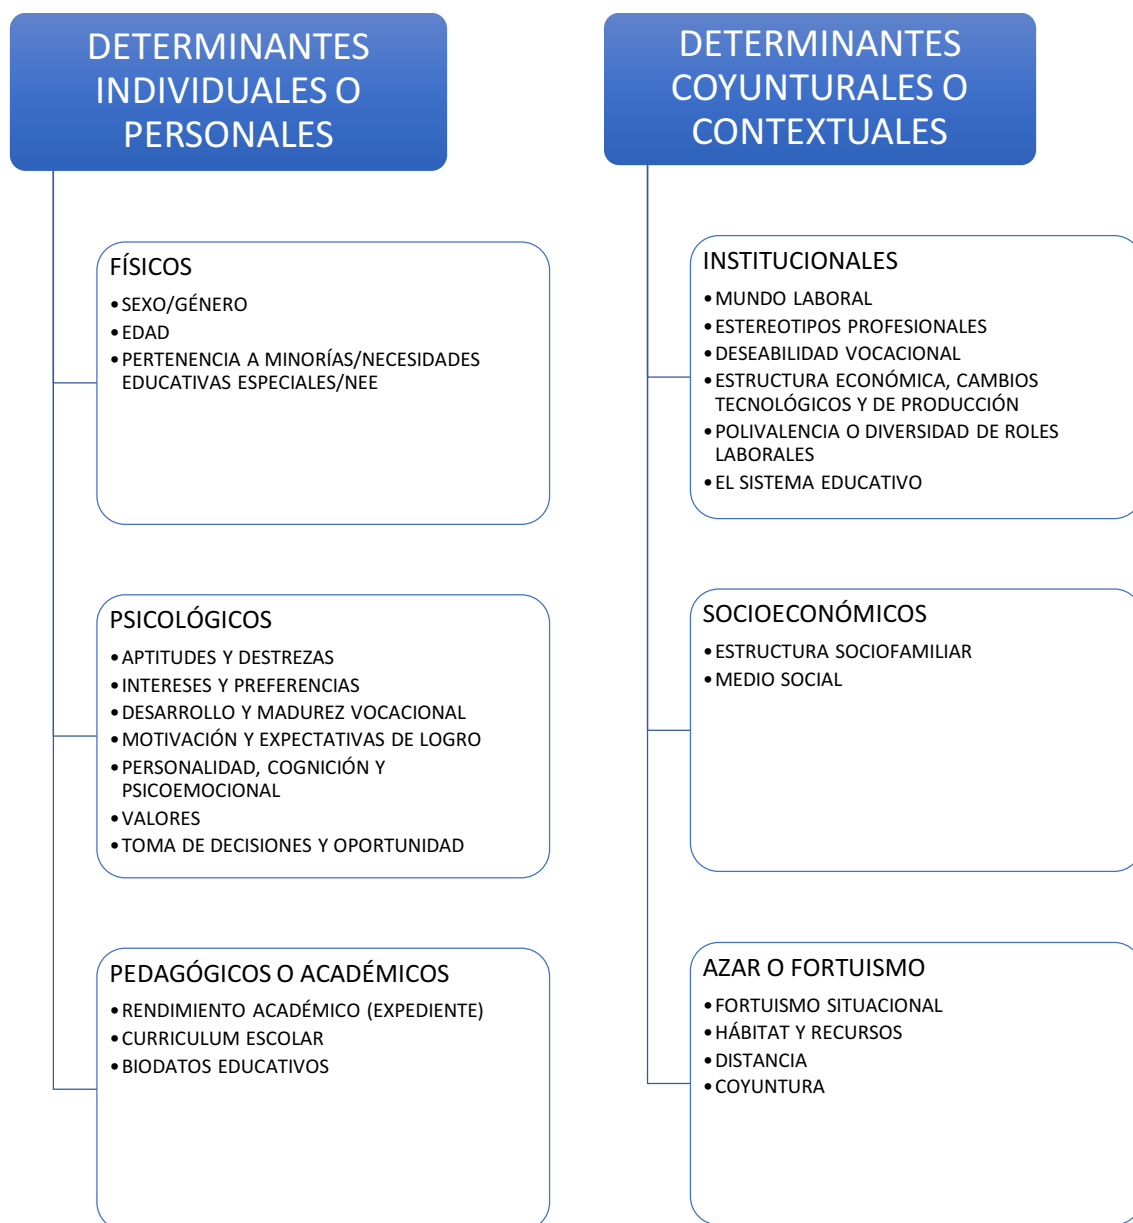 DETERMINANTES
INDIVIDUALES O
PERSONALES
FÍSICOS
•SEXO/GÉNERO
•EDAD
•PERTENENCIA A MINORÍAS/NECESIDADES
EDUCATIVAS ESPECIALES/NEE
PSICOLÓGICOS
•APTITUDES Y DESTREZAS
•INTERESES Y PREFERENCIAS
•DESARROLLO Y MADUREZ VOCACIONAL
•MOTIVACIÓN Y EXPECTATIVAS DE LOGRO
•PERSONALIDAD, COGNICIÓN Y
PSICOEMOCIONAL
•VALORES
•TOMA DE DECISIONES Y OPORTUNIDAD
PEDAGÓGICOS O ACADÉMICOS
•RENDIMIENTO ACADÉMICO (EXPEDIENTE)
•CURRICULUM ESCOLAR
•BIODATOS EDUCATIVOS
DETERMINANTES
COYUNTURALES O
CONTEXTUALES
INSTITUCIONALES
•MUNDO LABORAL
•ESTEREOTIPOS PROFESIONALES
•DESEABILIDAD VOCACIONAL
•ESTRUCTURA ECONÓMICA, CAMBIOS
TECNOLÓGICOS Y DE PRODUCCIÓN
•POLIVALENCIA O DIVERSIDAD DE ROLES
LABORALES
•EL SISTEMA EDUCATIVO
SOCIOECONÓMICOS
•ESTRUCTURA SOCIOFAMILIAR
•MEDIO SOCIAL
AZAR O FORTUISMO
•FORTUISMO SITUACIONAL
•HÁBITAT Y RECURSOS
•DISTANCIA
•COYUNTURA